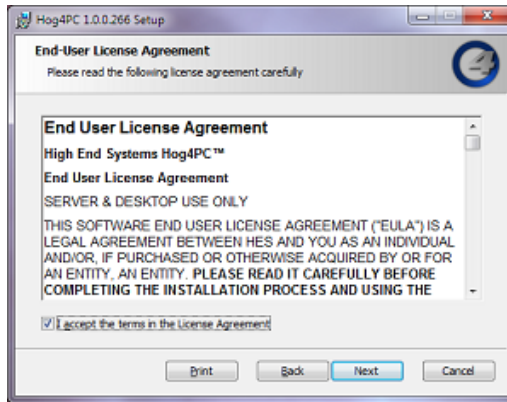 Hog4PC 1.0.0.266 Setup
End-User License Agreement
Please read the following license agreement carefully
4
End User License Agreement
High End Systems Hog4PC™
End User License Agreement
SERVER & DESKTOP USE ONLY
THIS SOFTWARE END USER LICENSE AGREEMENT ("EULA") IS A
LEGAL AGREEMENT BETWEEN HES AND YOU AS AN INDIVIDUAL
AND/OR, IF PURCHASED OR OTHERWISE ACQUIRED BY OR FOR
AN ENTITY, AN ENTITY. PLEASE READ IT CAREFULLY BEFORE
COMPLETING THE INSTALLATION PROCESS AND USING THE
I accept the terms in the License Agreement
Print Back Next Cancel